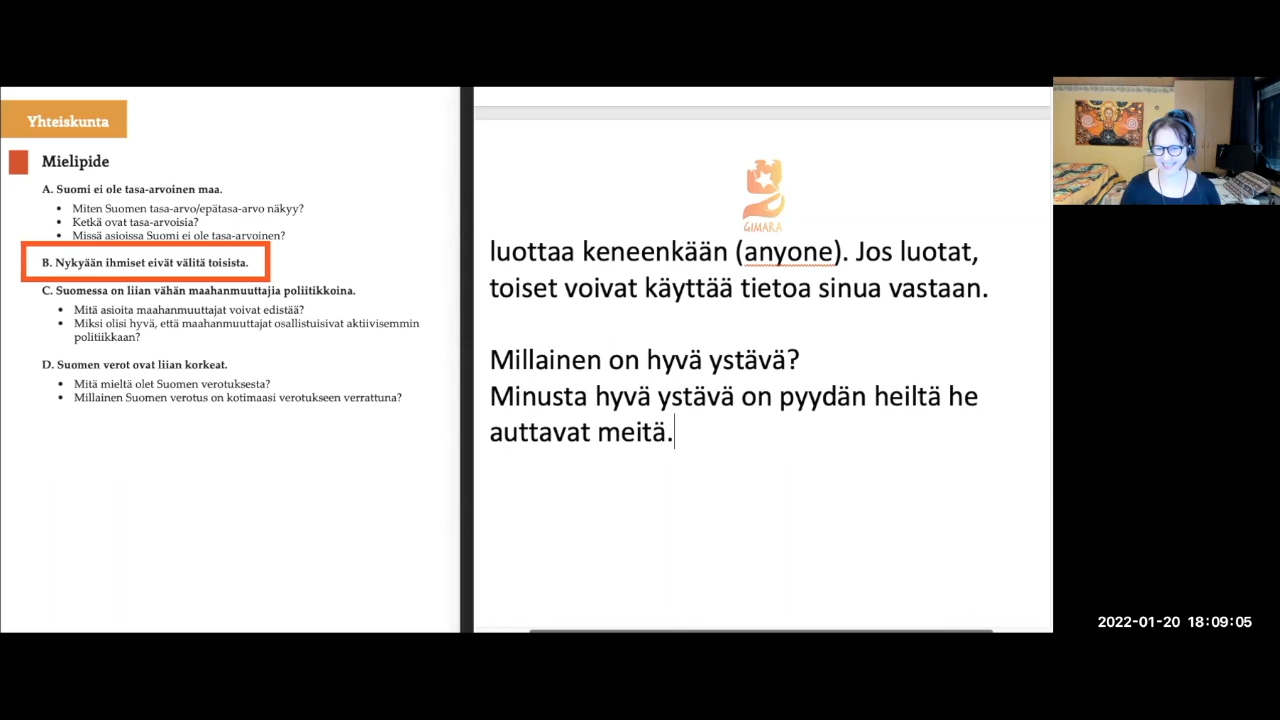 Yhteiskunta
Mielipide
A. Suomi ei ole tasa-arvoinen maa.
• Miten Suomen tasa-arvo/epätasa-arvo näkyy?
• Ketkä ovat tasa-arvoisia?
• Missä asioissa Suomi ei ole tasa-arvoinen?
B. Nykyään ihmiset eivät välitä toisista.
C. Suomessa on liian vähän maahanmuuttajia poliitikkoina.
• Mitä asioita maahanmuuttajat voivat edistää?
• Miksi olisi hyvä, että maahanmuuttajat osallistuisivat aktiivisemmin
politiikkaan?
D. Suomen verot ovat liian korkeat.
• Mitä mieltä olet Suomen verotuksesta?
• Millainen Suomen verotus on kotimaasi verotukseen verrattuna?
GIMARA
luottaa keneenkään (anyone). Jos luotat,
toiset voivat käyttää tietoa sinua vastaan.
Millainen on hyvä ystävä?
Minusta hyvä ystävä on pyydän heiltä he
auttavat meitä.
2022-01-20 18:09:05